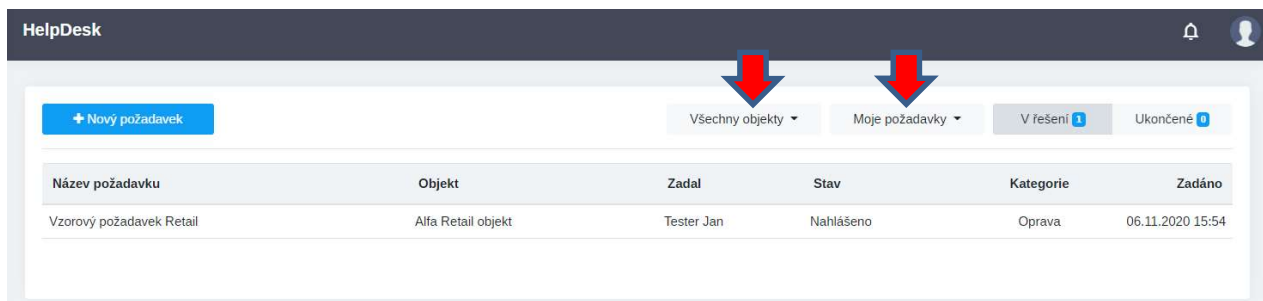 HelpDesk
+ Nový požadavek Všechny objekty Moje požadavky V řešení 1 Ukončené 0
Název požadavku Objekt Zadal Stav Kategorie Zadáno
Vzorový požadavek Retail Alfa Retail objekt Tester Jan Nahlášeno Oprava 06.11.2020 15:54